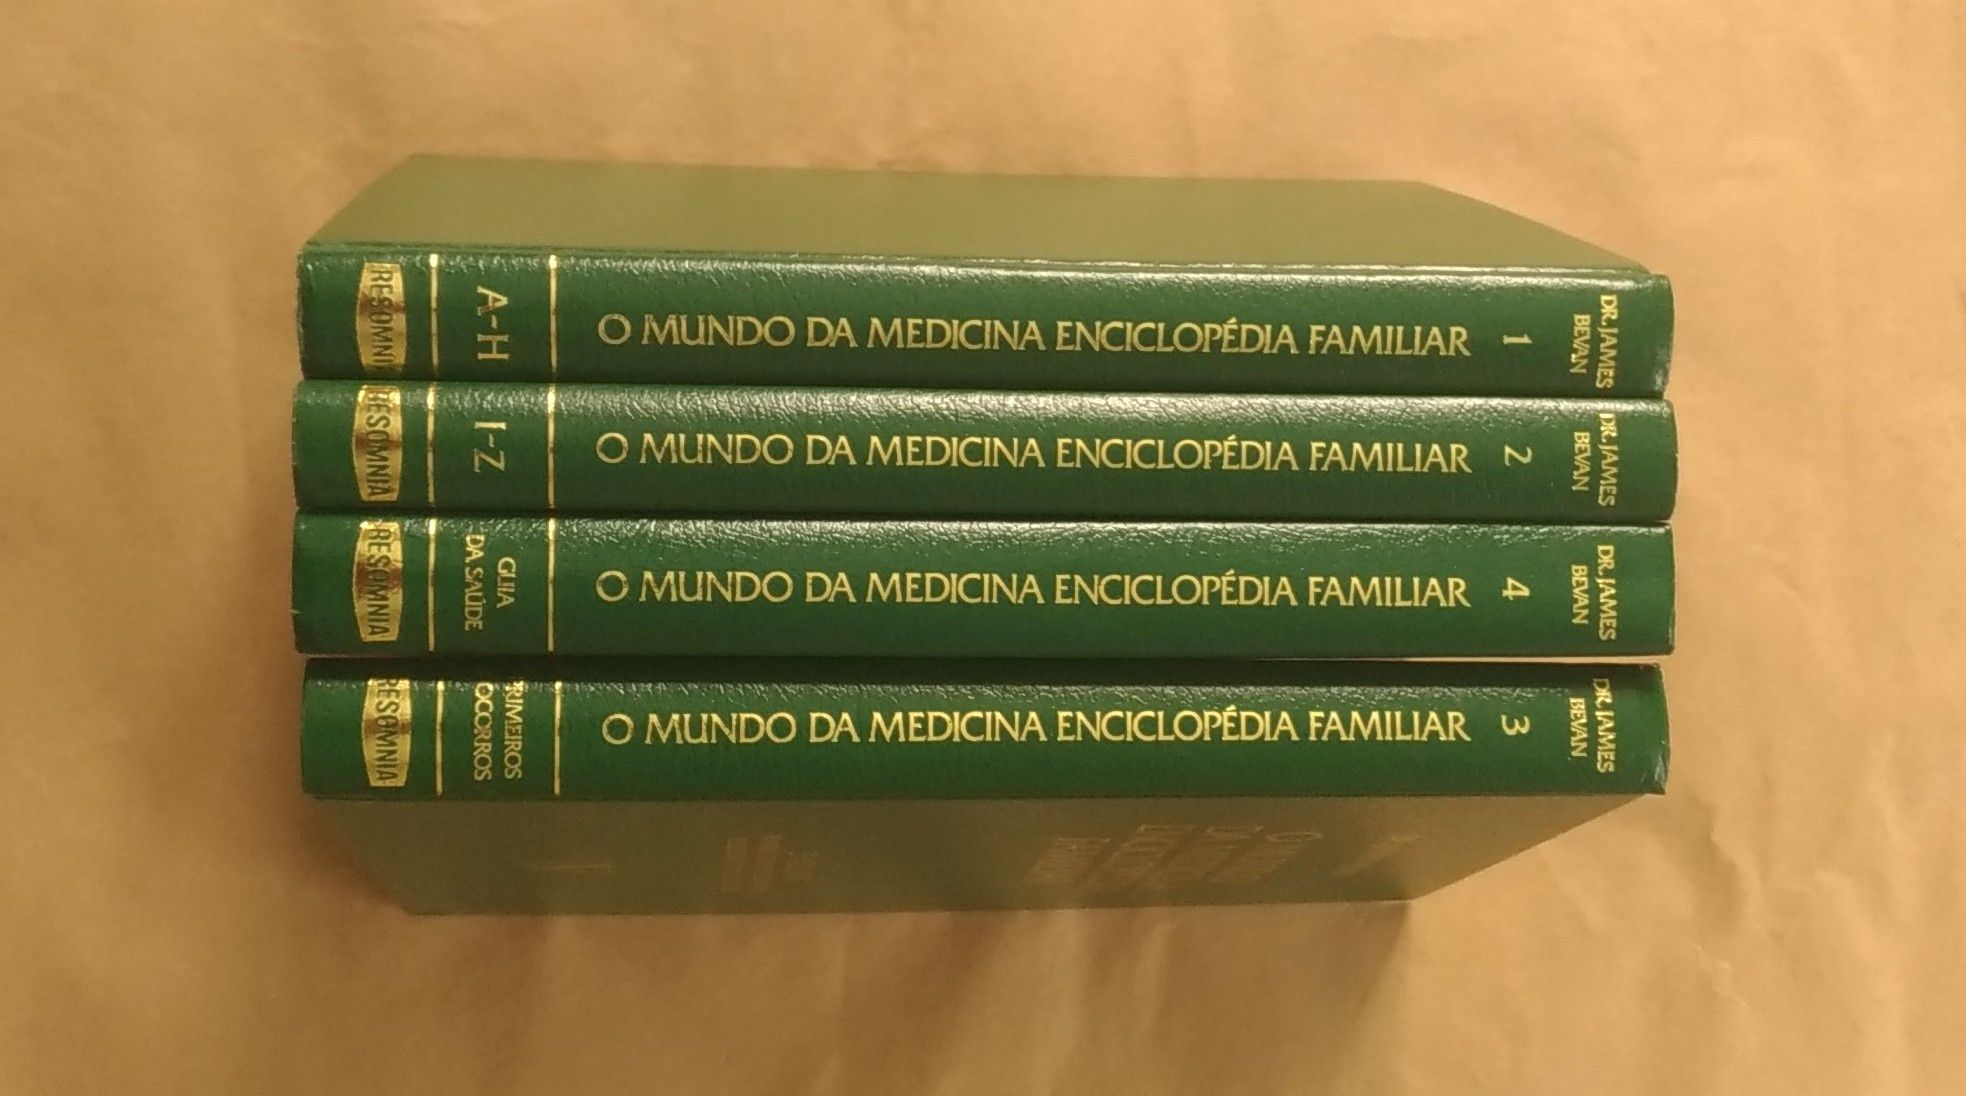 RESOMNI
A-H
O MUNDO DA MEDICINA ENCICLOPÉDIA FAMILIAR
1
DR. JAMES
BEVAN
RESOMNIA
I-Z
O MUNDO DA MEDICINA ENCICLOPÉDIA FAMILIAR
2
DR. JAMES
BEVAN
RESOMNIA
GUIA
DA SAÚDE
O MUNDO DA MEDICINA ENCICLOPÉDIA FAMILIAR
4
DR. JAMES
BEVAN
RESOMNIA
PRIMEIROS
SOCORROS
O MUNDO DA MEDICINA ENCICLOPÉDIA FAMILIAR
3
DR. JAMES
BEVAN